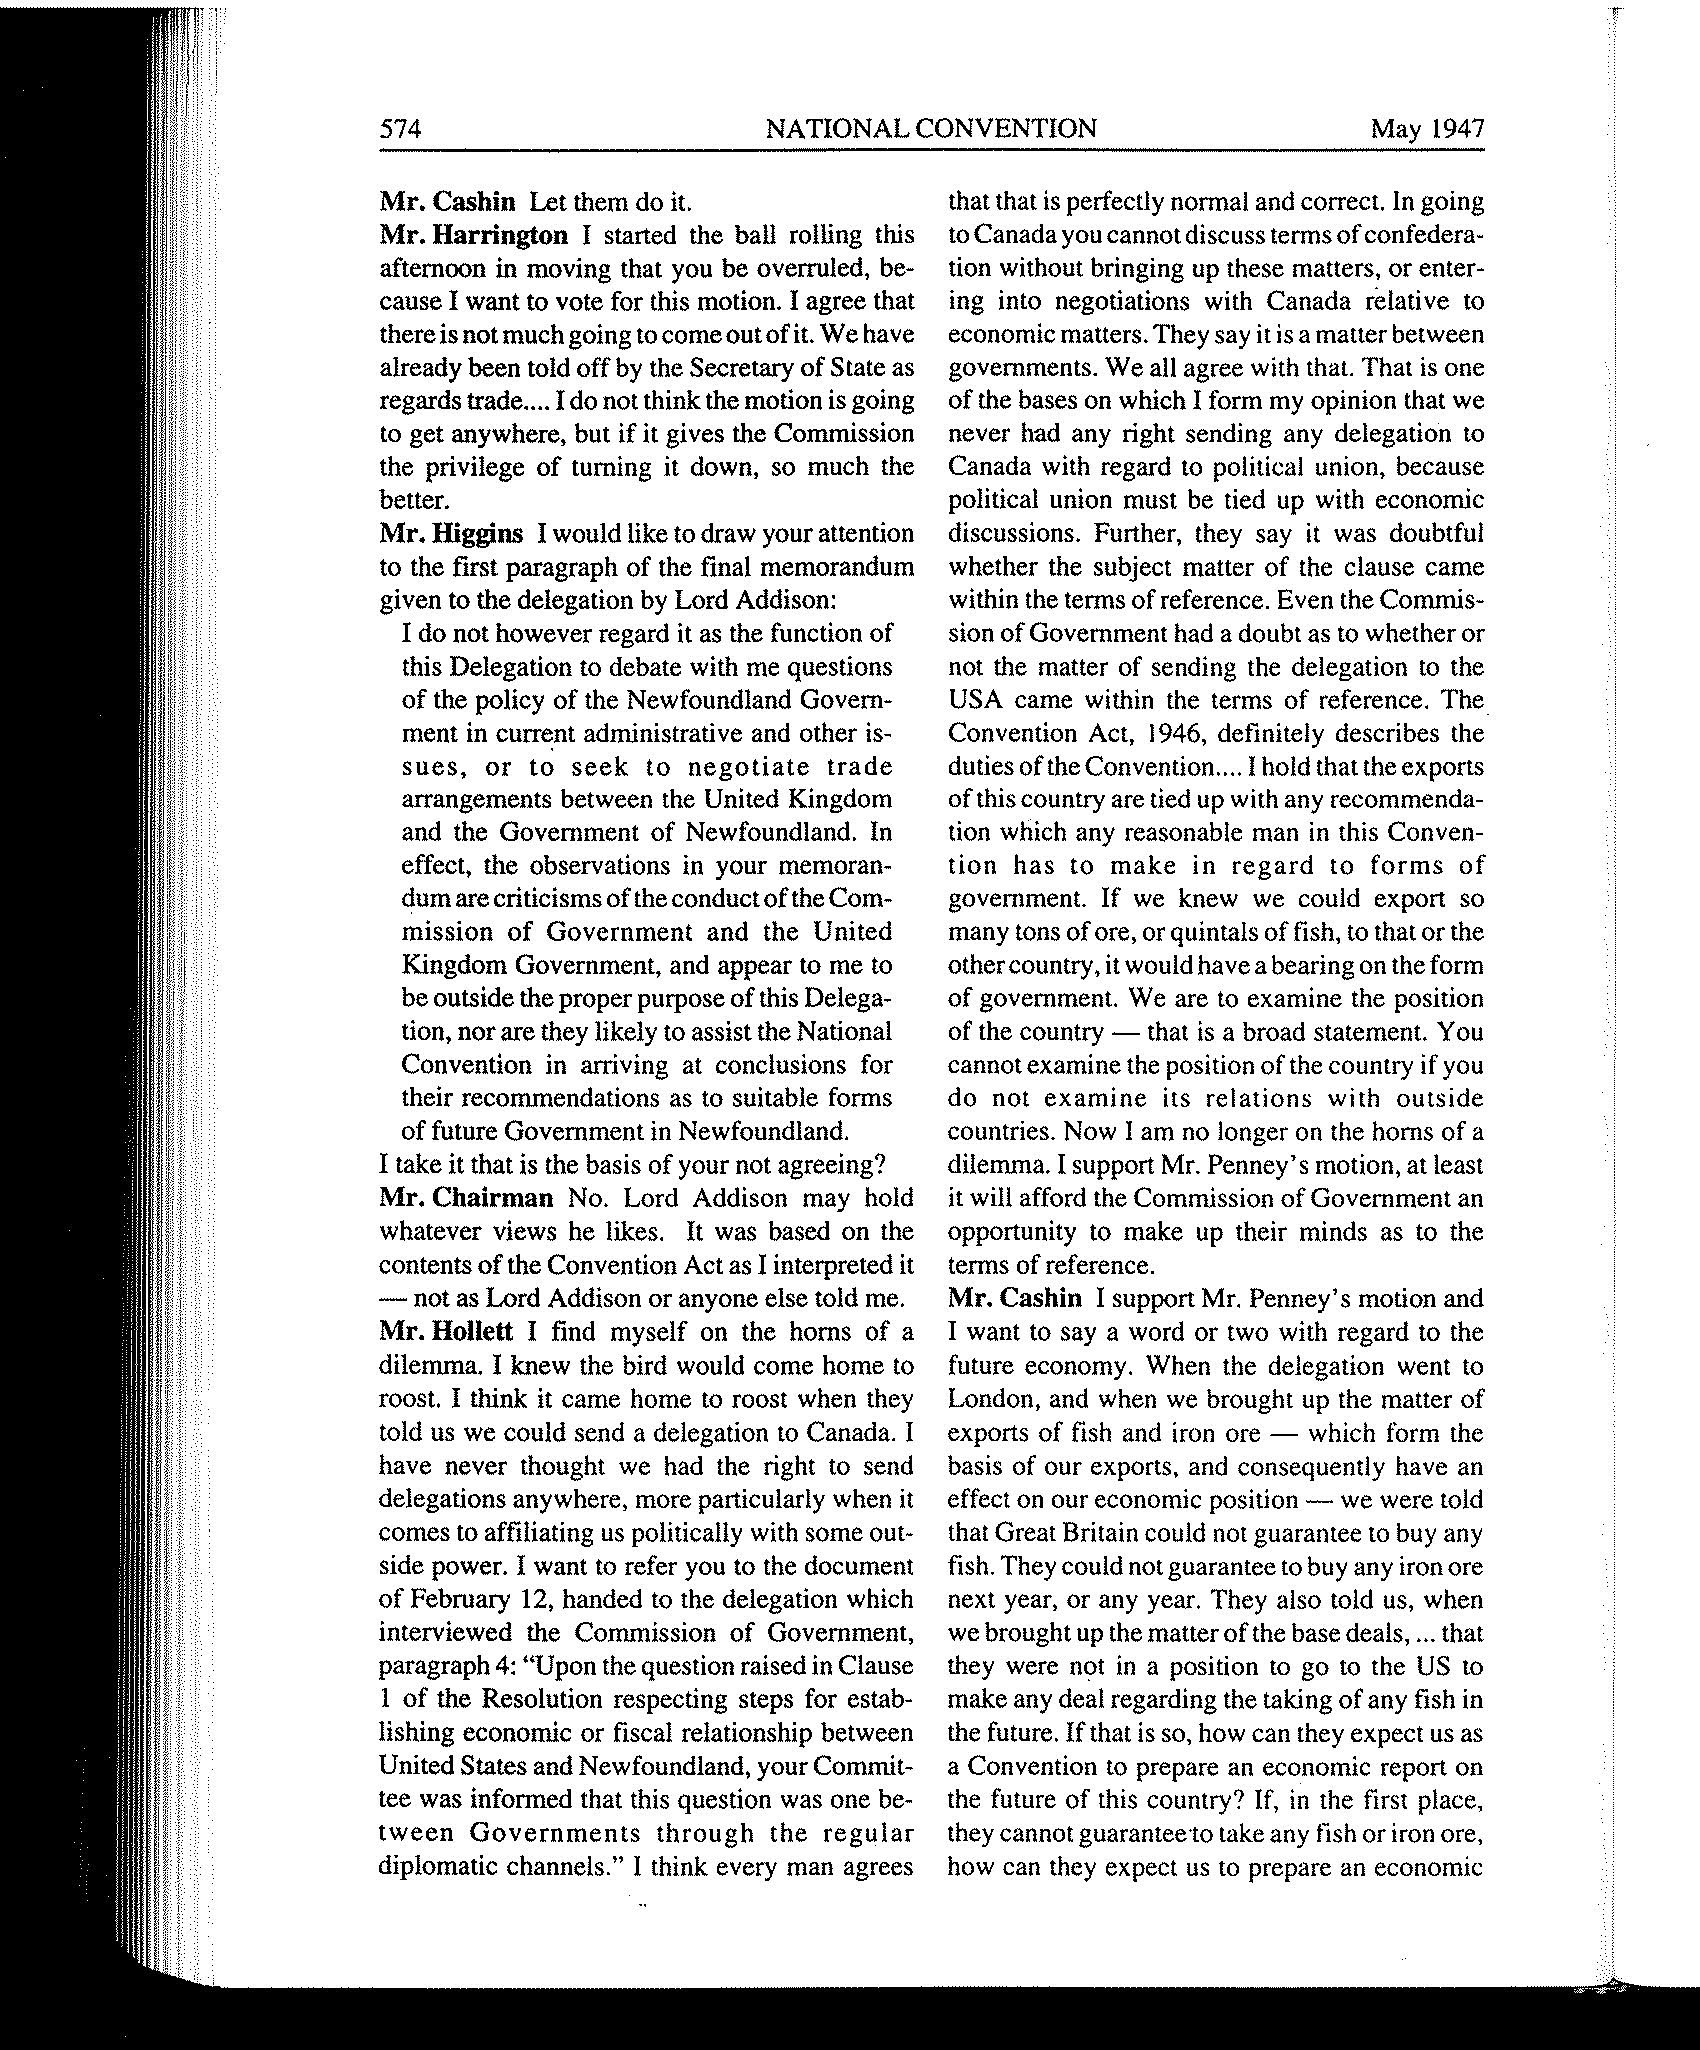 574 NATIONAL CONVENTION May 1947
Mr. Cashin Let them do it.
Mr. Harrington I started the ball rolling this
afternoon in moving that you be overruled, be-
cause I want to vote for this motion. I agree that
there is not much going to come out of it. We have
already been told off by the Secretary of State as
regards trade.... I do not think the motion is going
to get anywhere, but if it gives the Commission
the privilege of turning it down, so much the
better.
Mr. Higgins I would like to draw your attention
to the first paragraph of the final memorandum
given to the delegation by Lord Addison:
I do not however regard it as the function of
this Delegation to debate with me questions
of the policy of the Newfoundland Govern-
ment in current administrative and other is-
sues, or to seek to negotiate trade
arrangements between the United Kingdom
and the Government of Newfoundland. In
effect, the observations in your memoran-
dum are criticisms of the conduct of the Com-
mission of Government and the United
Kingdom Government, and appear to me to
be outside the proper purpose of this Delega-
tion, nor are they likely to assist the National
Convention in arriving at conclusions for
their recommendations as to suitable forms
of future Government in Newfoundland.
I take it that is the basis of your not agreeing?
Mr. Chairman No. Lord Addison may hold
whatever views he likes. It was based on the
contents of the Convention Act as I interpreted it
— not as Lord Addison or anyone else told me.
Mr. Hollett I find myself on the horns of a
dilemma. I knew the bird would come home to
roost. I think it came home to roost when they
told us we could send a delegation to Canada. I
have never thought we had the right to send
delegations anywhere, more particularly when it
comes to affiliating us politically with some out-
side power. I want to refer you to the document
of February 12, handed to the delegation which
interviewed the Commission of Government,
paragraph 4: “Upon the question raised in Clause
1 of the Resolution respecting steps for estab-
lishing economic or fiscal relationship between
United States and Newfoundland, your Commit-
tee was informed that this question was one be-
tween Governments through the regular
diplomatic channels.” I think every man agrees
that that is perfectly normal and correct. In going
to Canada you cannot discuss terms of confedera-
tion without bringing up these matters, or enter-
ing into negotiations with Canada relative to
economic matters. They say it is a matter between
governments. We all agree with that. That is one
of the bases on which I form my opinion that we
never had any right sending any delegation to
Canada with regard to political union, because
political union must be tied up with economic
discussions. Further, they say it was doubtful
whether the subject matter of the clause came
within the terms of reference. Even the Commis-
sion of Government had a doubt as to whether or
not the matter of sending the delegation to the
USA came within the terms of reference. The
Convention Act, 1946, definitely describes the
duties of the Convention.... I hold that the exports
of this country are tied up with any recommenda-
tion which any reasonable man in this Conven-
tion has to make in regard to forms of
government. If we knew we could export so
many tons of ore, or quintals of fish, to that or the
other country, it would have a bearing on the form
of government. We are to examine the position
of the country — that is a broad statement. You
cannot examine the position of the country if you
do not examine its relations with outside
countries. Now I am no longer on the horns of a
dilemma. I support Mr. Penney's motion, at least
it will afford the Commission of Government an
opportunity to make up their minds as to the
terms of reference.
Mr. Cashin I support Mr. Penney's motion and
I want to say a word or two with regard to the
future economy. When the delegation went to
London, and when we brought up the matter of
exports of fish and iron ore — which form the
basis of our exports, and consequently have an
effect on our economic position — we were told
that Great Britain could not guarantee to buy any
fish. They could not guarantee to buy any iron ore
next year, or any year. They also told us, when
we brought up the matter of the base deals, ... that
they were not in a position to go to the US to
make any deal regarding the taking of any fish in
the future. If that is so, how can they expect us as
a Convention to prepare an economic report on
the future of this country? If, in the first place,
they cannot guarantee to take any fish or iron ore,
how can they expect us to prepare an economic